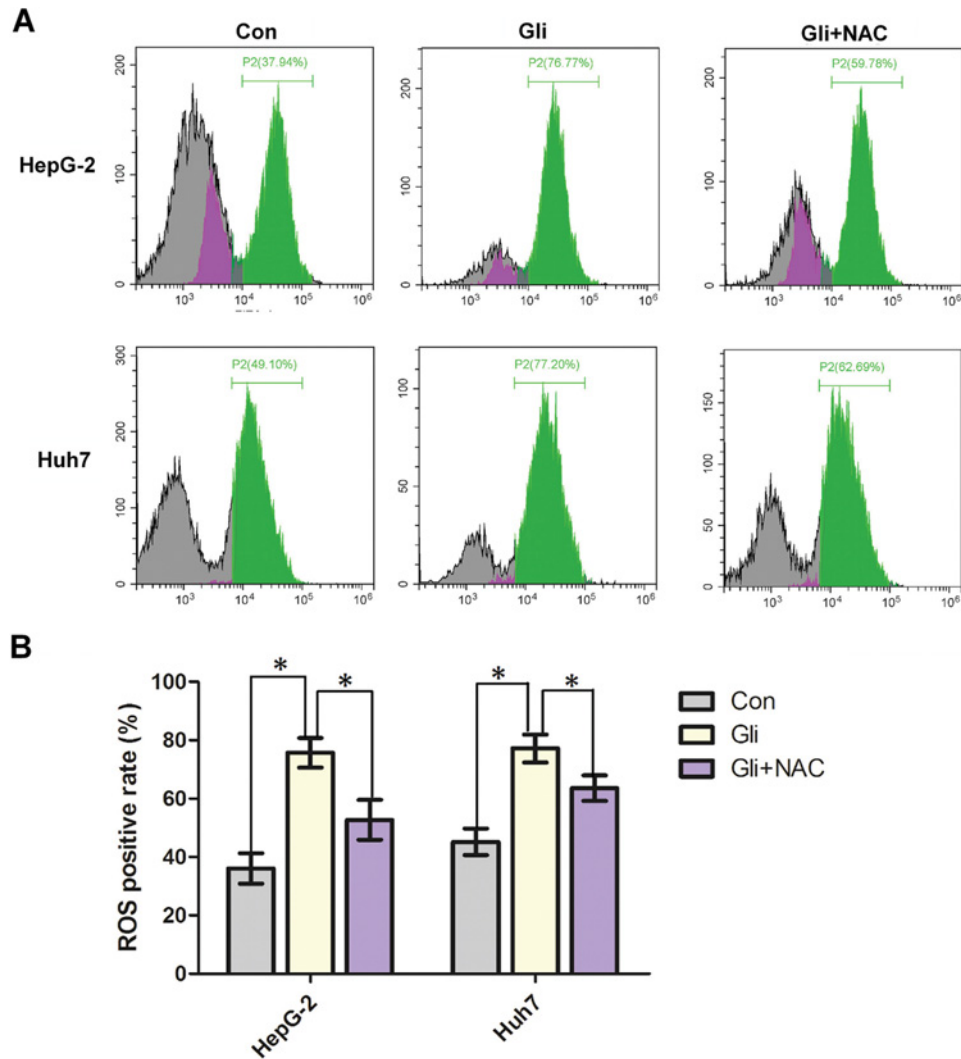 A
Con Gli Gli+NAC
HepG-2
P2(37.94%)
0 100 200
10³ 10⁴ 10⁵ 10⁶
P2(76.77%)
0 100 200
10³ 10⁴ 10⁵ 10⁶
P2(59.78%)
0 100 200
10³ 10⁴ 10⁵ 10⁶
Huh7
P2(49.10%)
0 100 200 300
10³ 10⁴ 10⁵ 10⁶
P2(77.20%)
0 50 100
10³ 10⁴ 10⁵ 10⁶
P2(62.69%)
0 50 100 150
10³ 10⁴ 10⁵ 10⁶
B
ROS positive rate (%)
100
80
60
40
20
0
* * * *
HepG-2 Huh7
Con
Gli
Gli+NAC